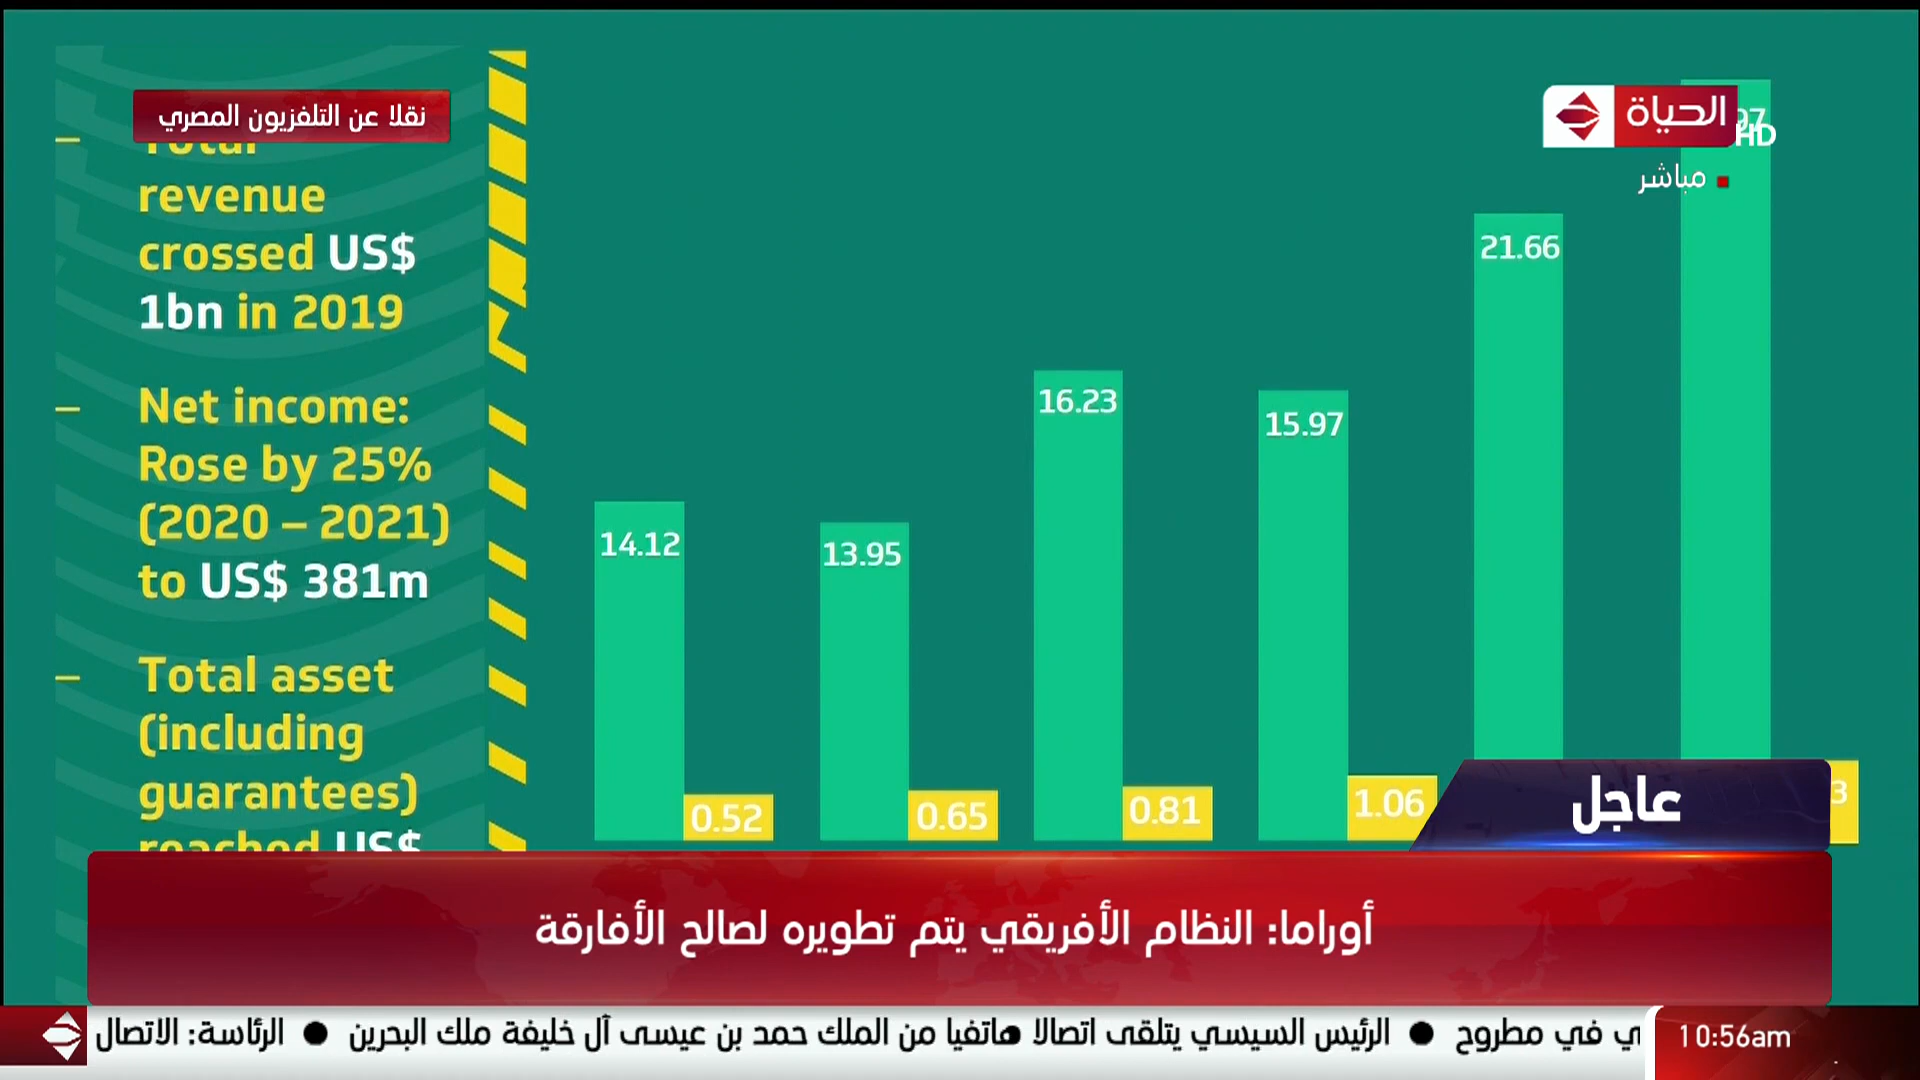 نقلا عن التلفزيون المصري
الحياة
HD
مباشر
– Total
revenue
crossed US$
1bn in 2019
– Net income:
Rose by 25%
(2020 – 2021)
to US$ 381m
– Total asset
(including
guarantees)
reached US$
14.12
0.52
13.95
0.65
16.23
0.81
15.97
1.06
21.66
عاجل
أوراما: النظام الأفريقي يتم تطويره لصالح الأفارقة
في مطروح ● الرئيس السيسي يتلقى اتصالا هاتفيا من الملك حمد بن عيسى آل خليفة ملك البحرين ● الرئاسة: الاتصال
10:56am